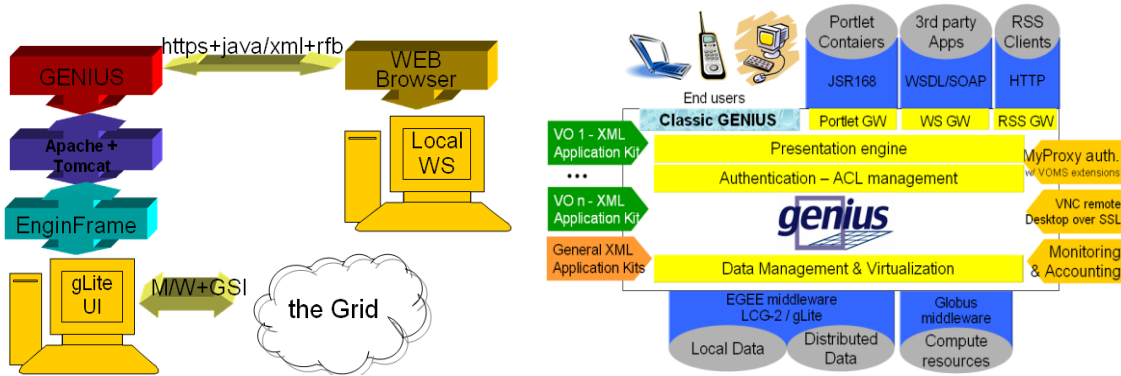 https+java/xml+rfb
GENIUS
WEB
Browser
Apache +
Tomcat
Local
WS
EnginFrame
gLite
UI
M/W+GSI
the Grid
End users
Portlet
Contaiers
3rd party
Apps
RSS
Clients
JSR168
WSDL/SOAP
HTTP
Classic GENIUS
Portlet GW
WS GW
RSS GW
VO 1 - XML
Application Kit
...
VO n - XML
Application Kit
General XML
Application Kits
Presentation engine
Authentication – ACL management
genius
Data Management & Virtualization
MyProxy auth.
w/ VOMS extensions
VNC remote
Desktop over SSL
Monitoring
& Accounting
EGEE middleware
LCG-2 / gLite
Globus
middleware
Local Data
Distributed
Data
Compute
resources